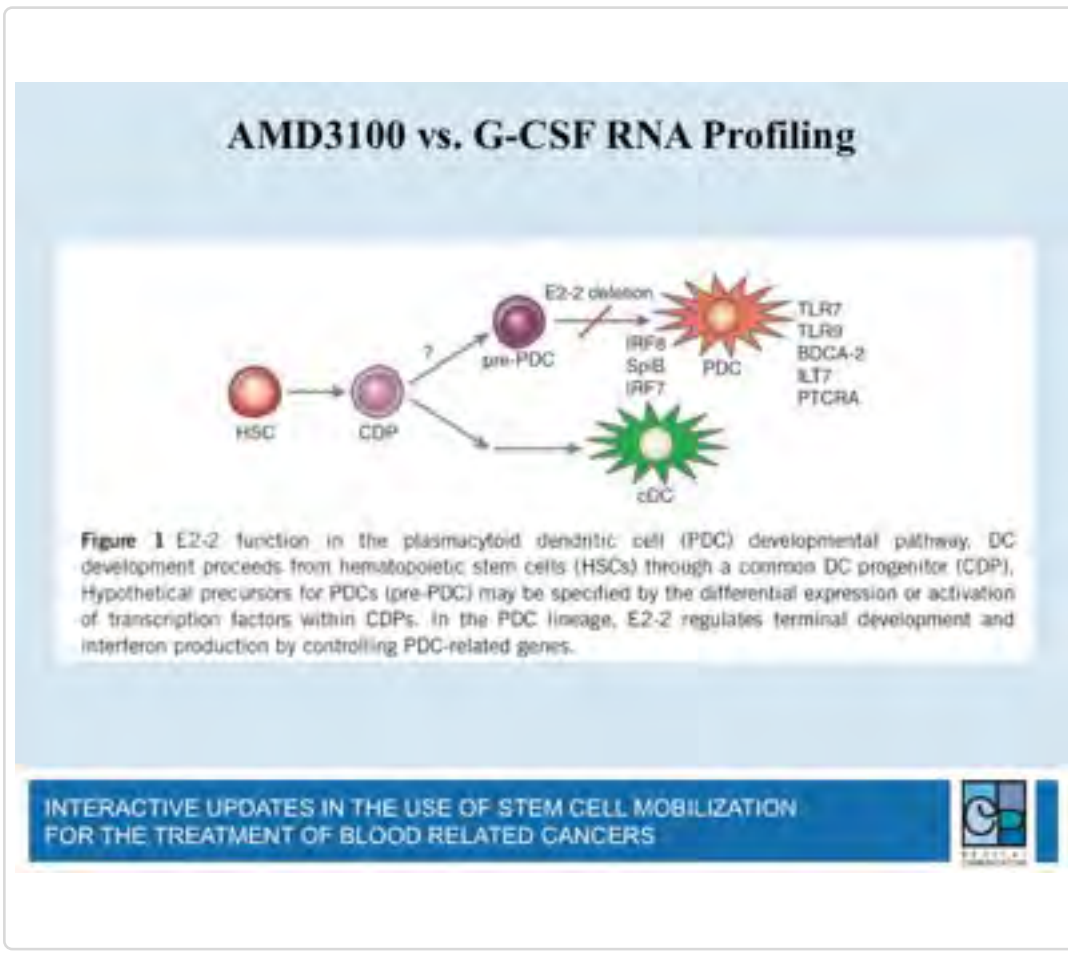 AMD3100 vs. G-CSF RNA Profiling
E2-2 deletion
?
pre-PDC
IRF8
SpiB
IRF7
PDC
TLR7
TLR9
BDCA-2
ILT7
PTCRA
HSC
CDP
cDC
Figure 1 E2-2 function in the plasmacytoid dendritic cell (PDC) developmental pathway. DC
development proceeds from hematopoietic stem cells (HSCs) through a common DC progenitor (CDP).
Hypothetical precursors for PDCs (pre-PDC) may be specified by the differential expression or activation
of transcription factors within CDPs. In the PDC lineage, E2-2 regulates terminal development and
interferon production by controlling PDC-related genes.
INTERACTIVE UPDATES IN THE USE OF STEM CELL MOBILIZATION
FOR THE TREATMENT OF BLOOD RELATED CANCERS